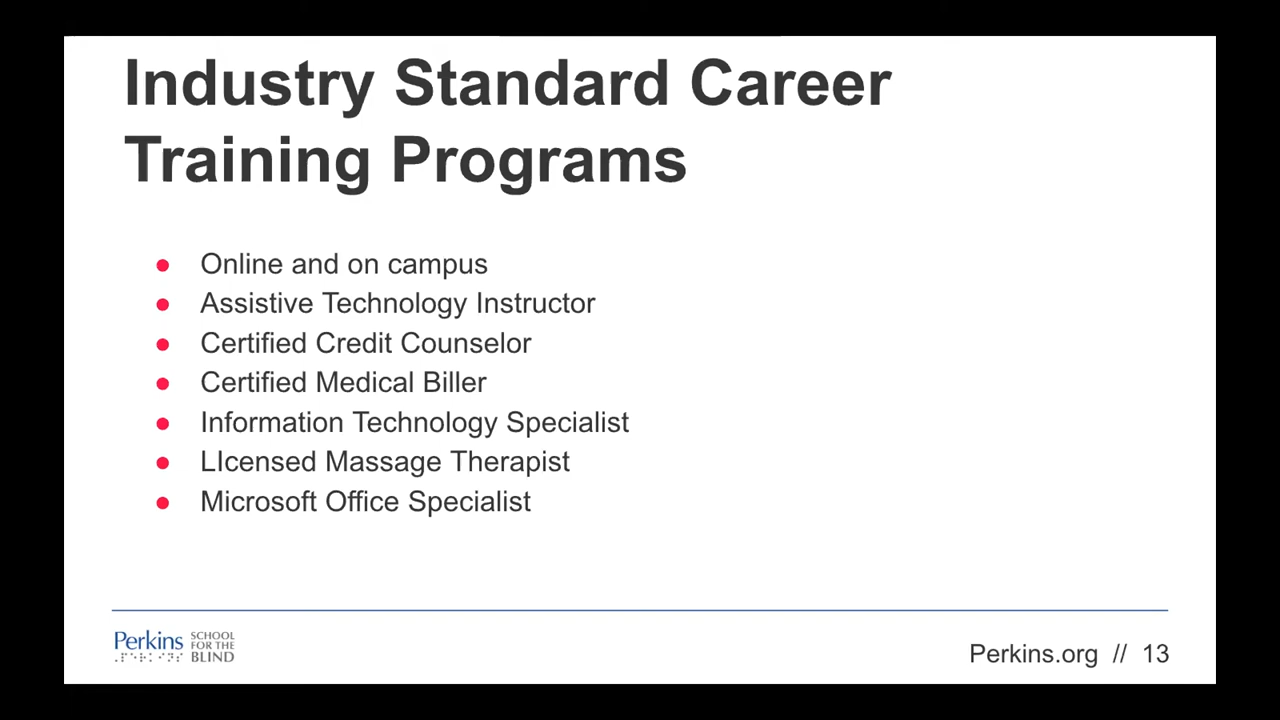 Industry Standard Career
Training Programs
● Online and on campus
● Assistive Technology Instructor
● Certified Credit Counselor
● Certified Medical Biller
● Information Technology Specialist
● LIcensed Massage Therapist
● Microsoft Office Specialist
Perkins SCHOOL FOR THE BLIND
Perkins.org // 13